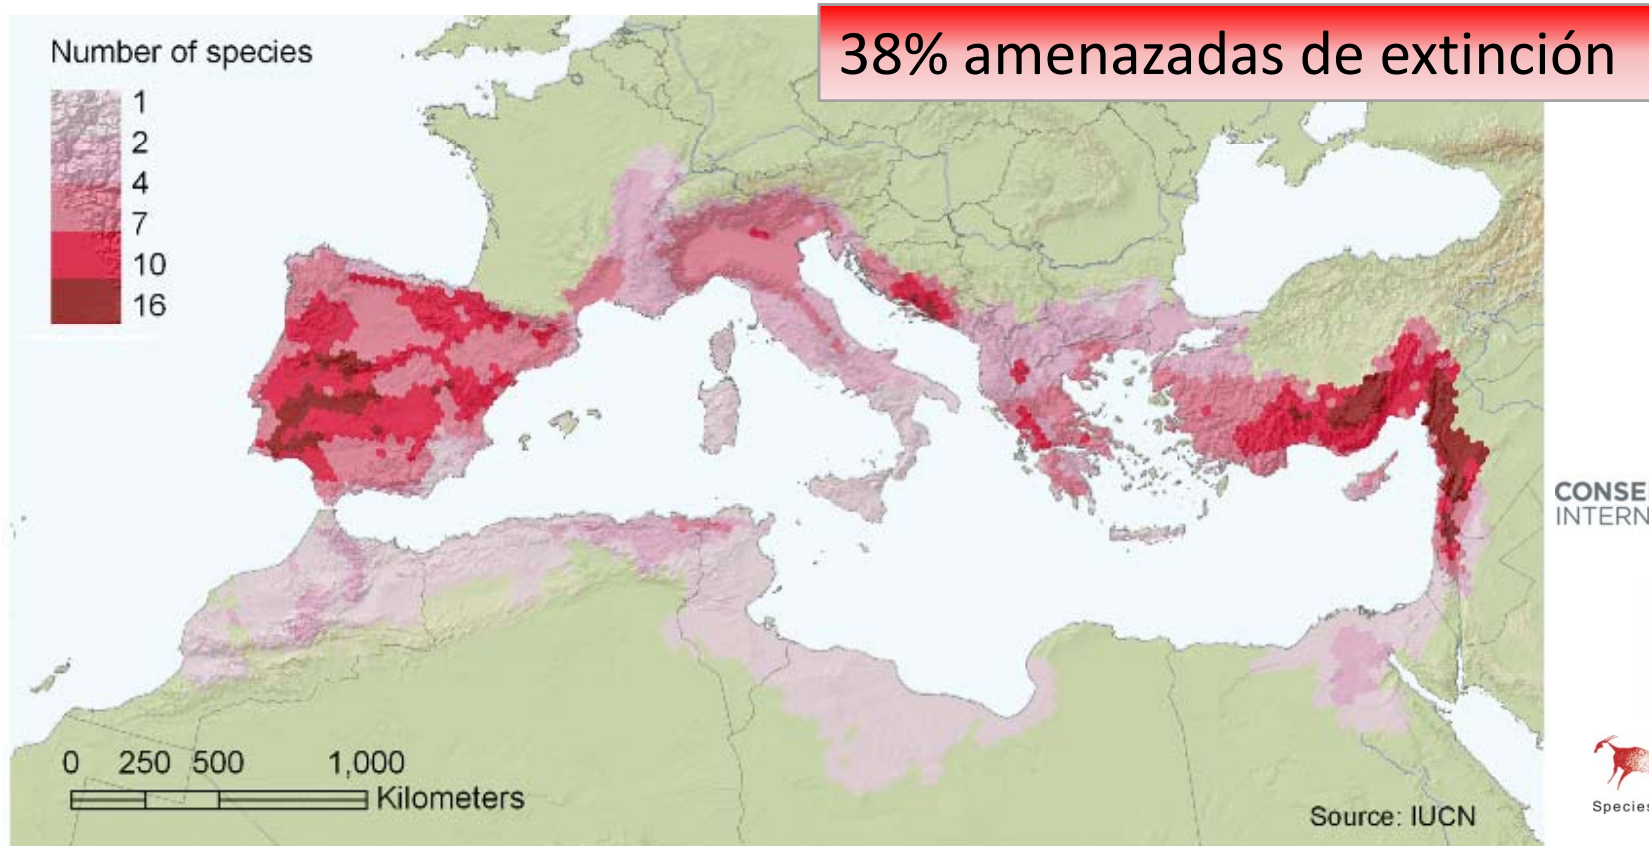 38% amenazadas de extinción
Number of species
1
2
4
7
10
16
CONSE
INTERN
0 250 500 1,000
Kilometers
Source: IUCN
Species